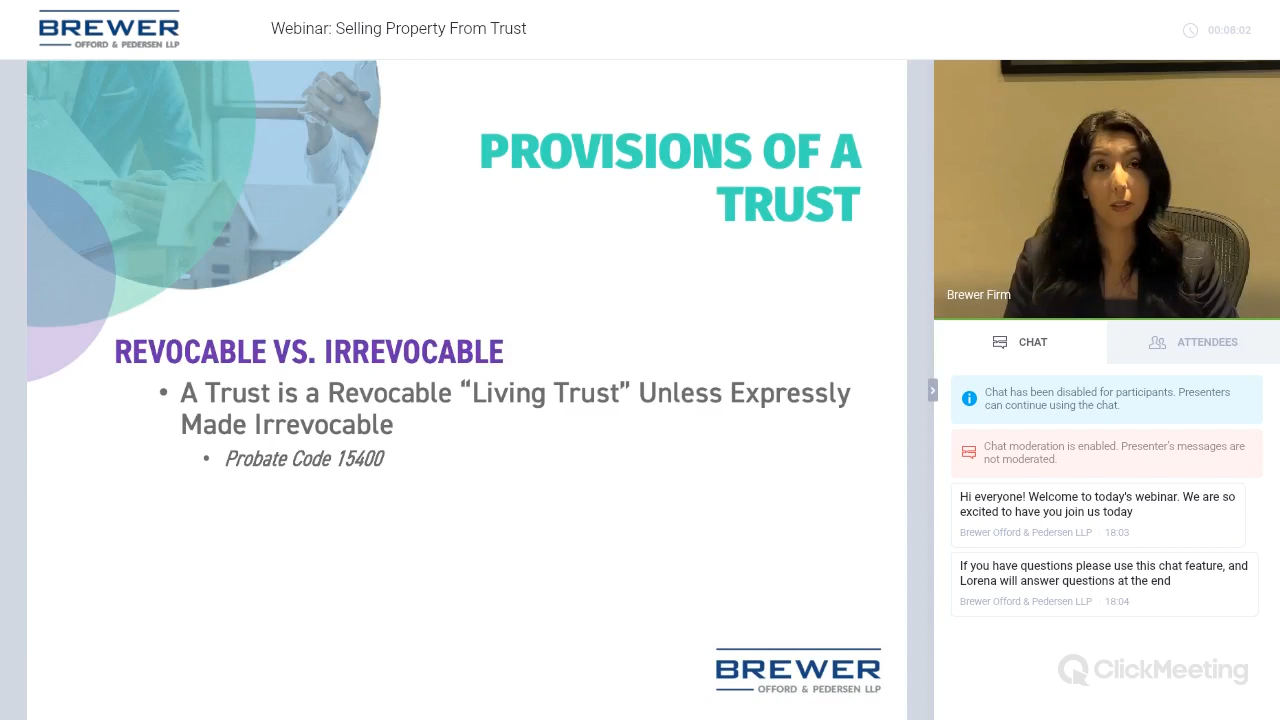 BREWER
OFFORD & PEDERSEN LLP
Webinar: Selling Property From Trust
00:08:02
PROVISIONS OF A
TRUST
REVOCABLE VS. IRREVOCABLE
• A Trust is a Revocable “Living Trust” Unless Expressly
Made Irrevocable
• Probate Code 15400
BREWER
OFFORD & PEDERSEN LLP
Brewer Firm
CHAT
ATTENDEES
Chat has been disabled for participants. Presenters
can continue using the chat.
Chat moderation is enabled. Presenter's messages are
not moderated.
Hi everyone! Welcome to today's webinar. We are so
excited to have you join us today
Brewer Offord & Pedersen LLP · 18:03
If you have questions please use this chat feature, and
Lorena will answer questions at the end
Brewer Offord & Pedersen LLP · 18:04
ClickMeeting